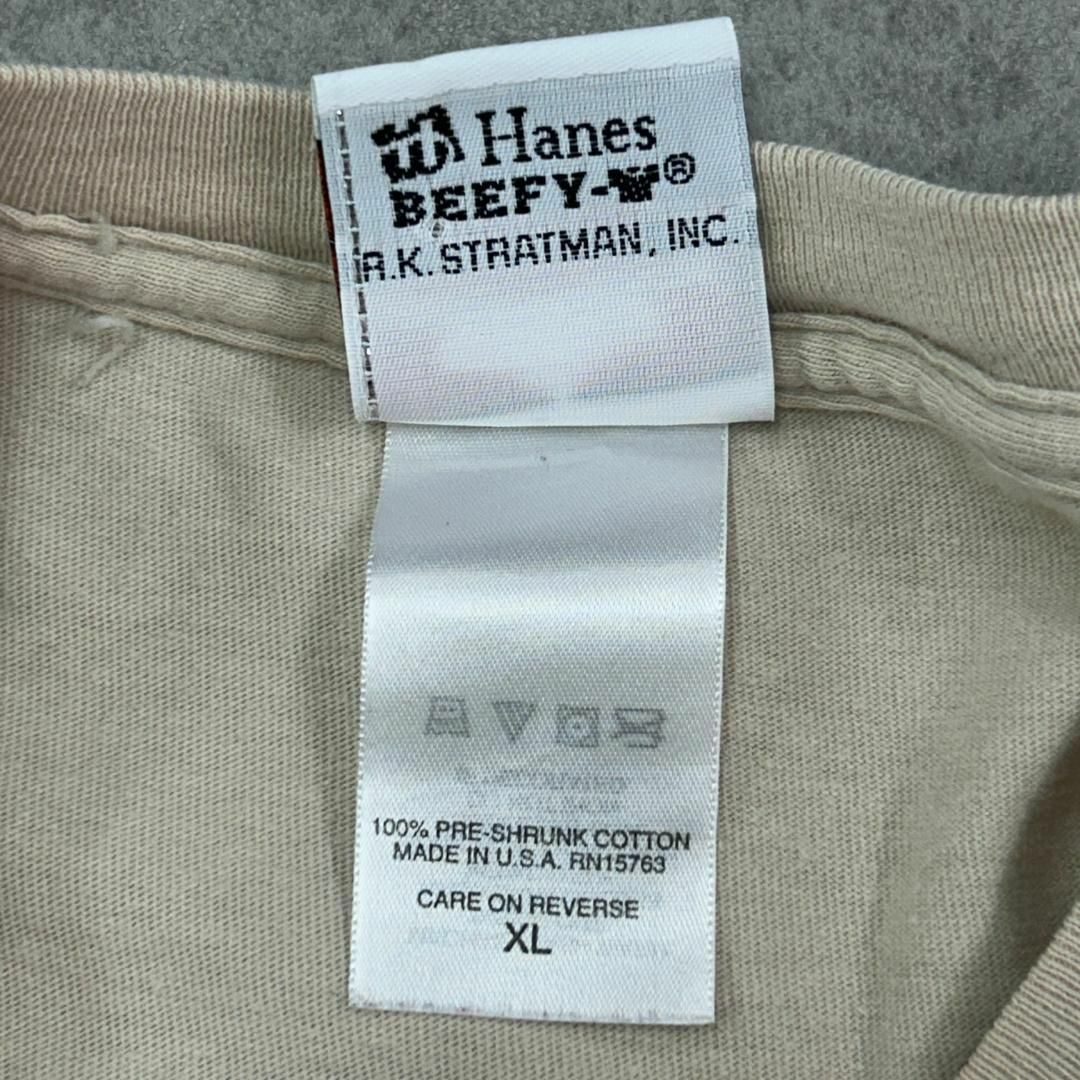 Hanes
BEEFY-T®
R.K. STRATMAN, INC.
100% PRE-SHRUNK COTTON
MADE IN U.S.A. RN15763
CARE ON REVERSE
XL